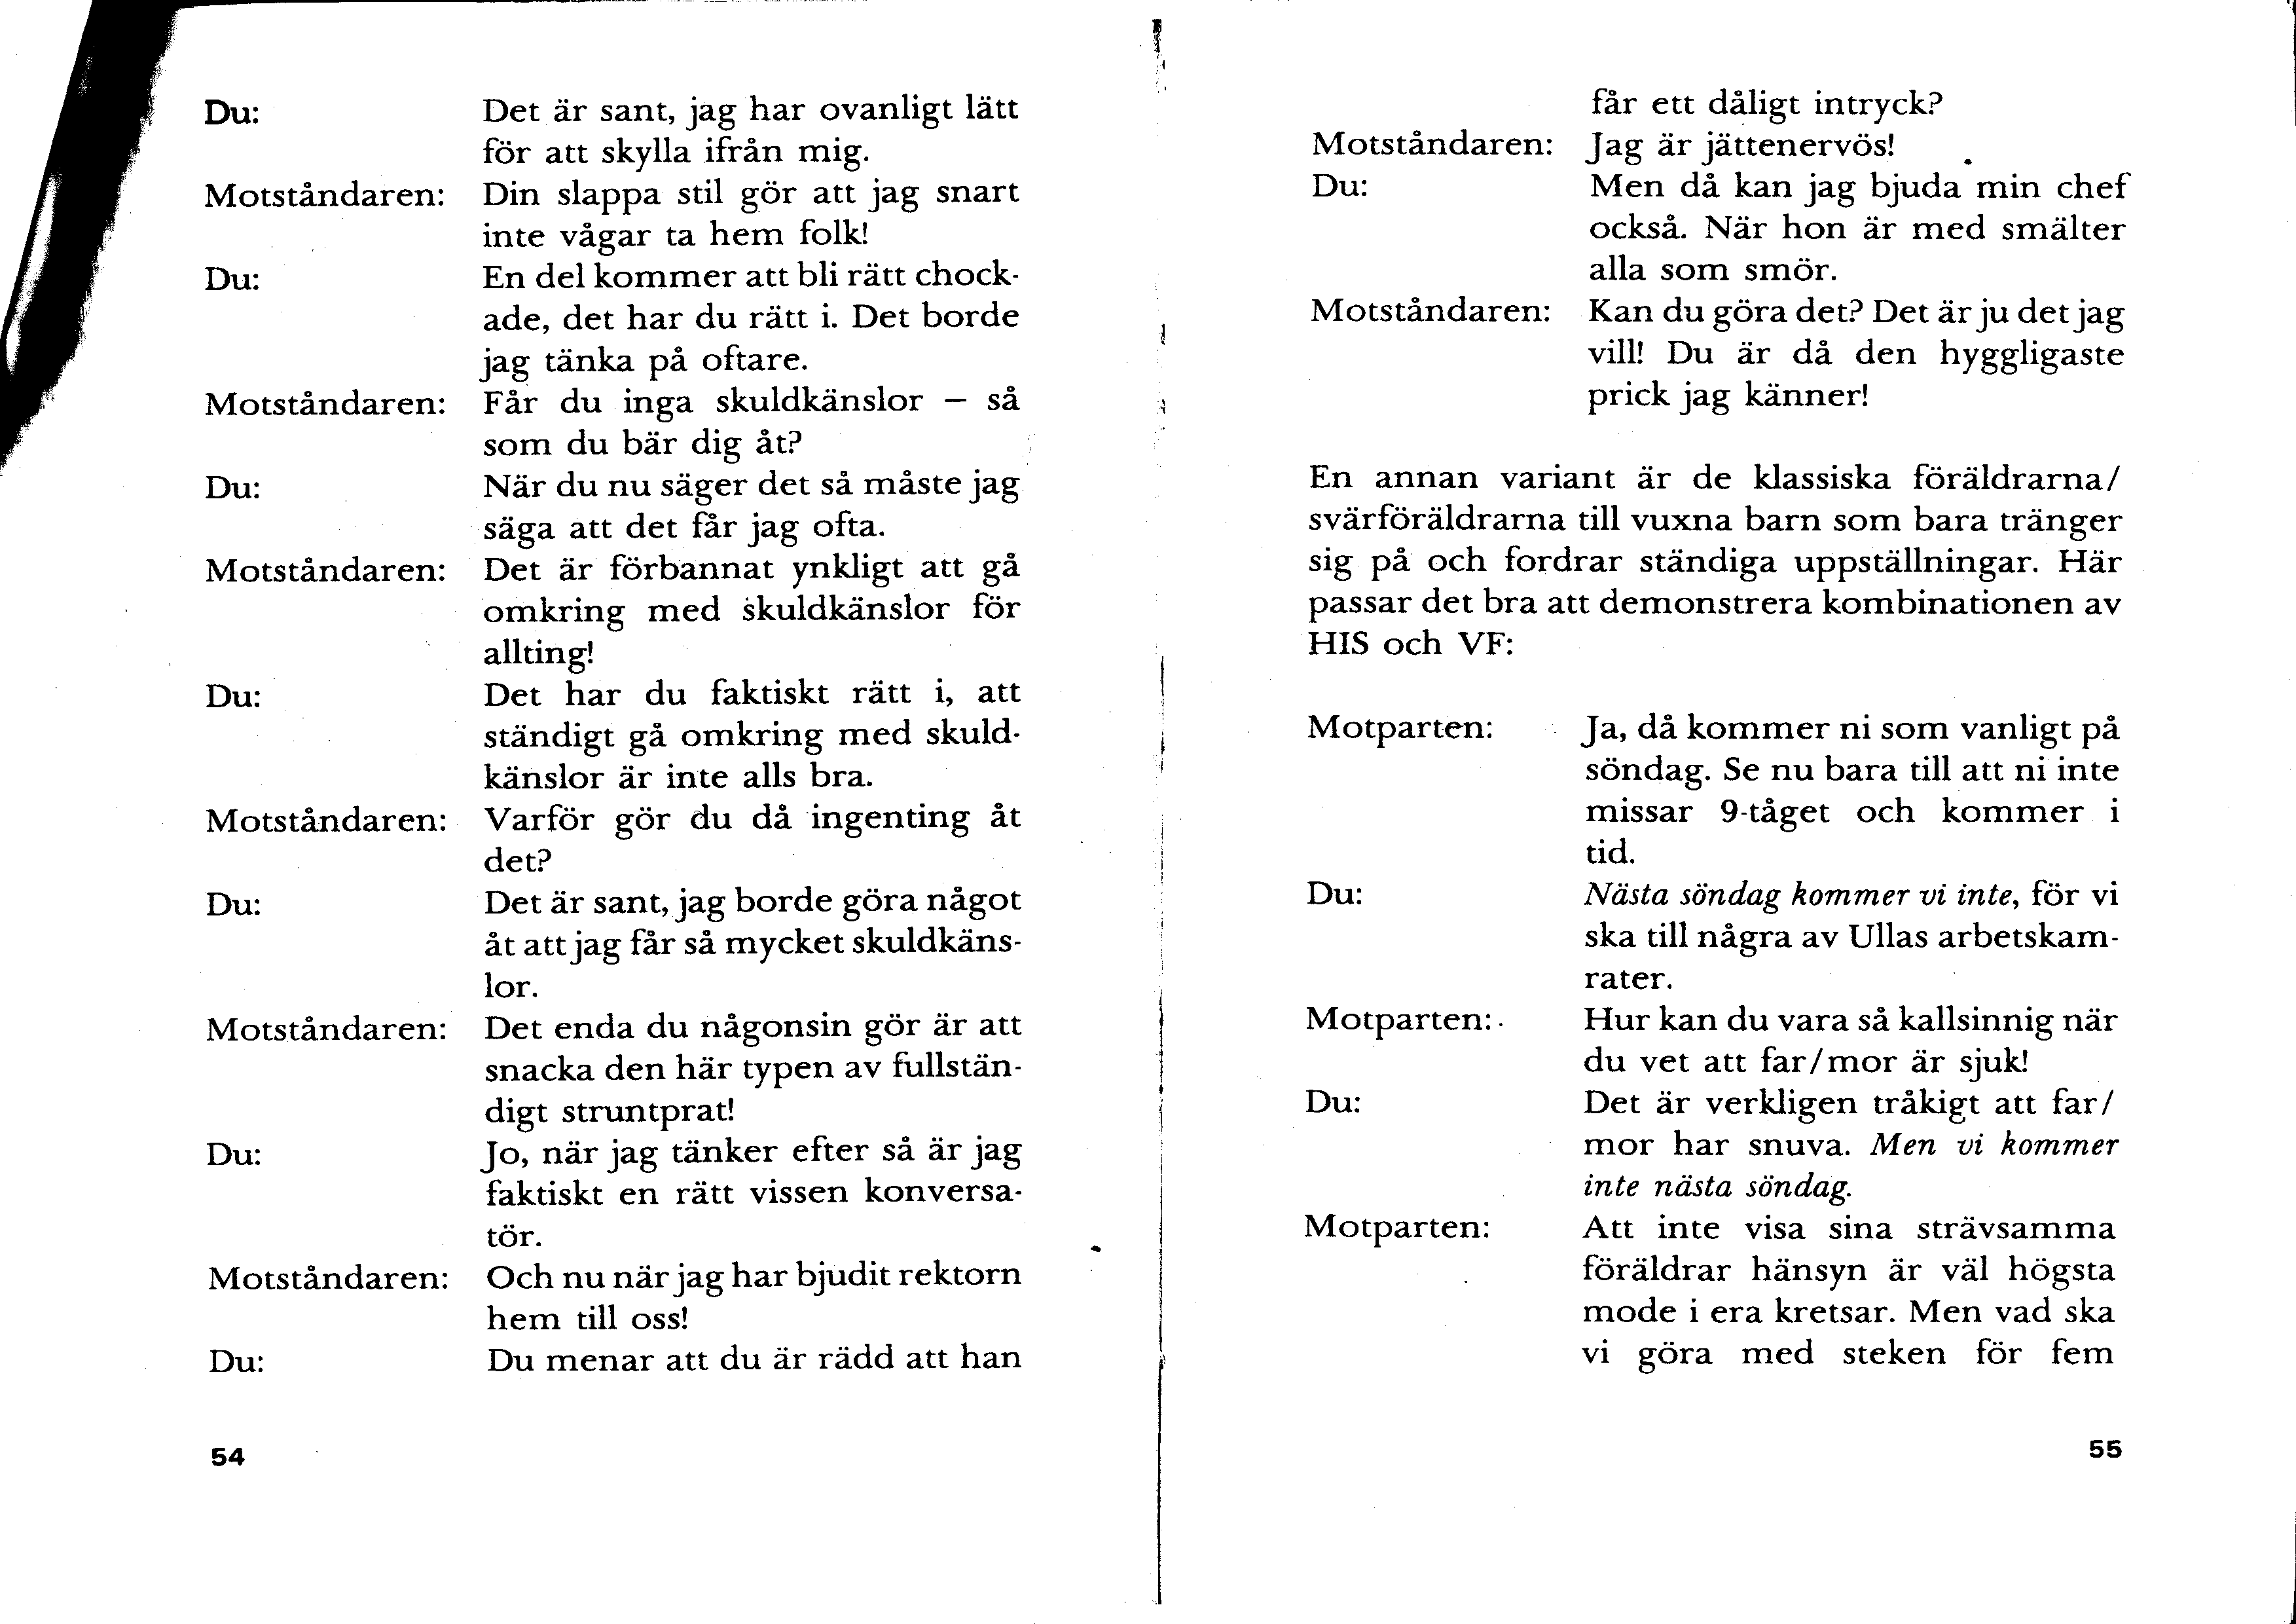 Du: Det är sant, jag har ovanligt lätt
för att skylla ifrån mig.
Motståndaren: Din slappa stil gör att jag snart
inte vågar ta hem folk!
Du: En del kommer att bli rätt chock-
ade, det har du rätt i. Det borde
jag tänka på oftare.
Motståndaren: Får du inga skuldkänslor – så
som du bär dig åt?
Du: När du nu säger det så måste jag
säga att det får jag ofta.
Motståndaren: Det är förbannat ynkligt att gå
omkring med skuldkänslor för
allting!
Du: Det har du faktiskt rätt i, att
ständigt gå omkring med skuld-
känslor är inte alls bra.
Motståndaren: Varför gör du då ingenting åt
det?
Du: Det är sant, jag borde göra något
åt att jag får så mycket skuldkäns-
lor.
Motståndaren: Det enda du någonsin gör är att
snacka den här typen av fullstän-
digt struntprat!
Du: Jo, när jag tänker efter så är jag
faktiskt en rätt vissen konversa-
tör.
Motståndaren: Och nu när jag har bjudit rektorn
hem till oss!
Du: Du menar att du är rädd att han
54
får ett dåligt intryck?
Motståndaren: Jag är jättenervös!
Du: Men då kan jag bjuda min chef
också. När hon är med smälter
alla som smör.
Motståndaren: Kan du göra det? Det är ju det jag
vill! Du är då den hyggligaste
prick jag känner!
En annan variant är de klassiska föräldrarna/
svärföräldrarna till vuxna barn som bara tränger
sig på och fordrar ständiga uppställningar. Här
passar det bra att demonstrera kombinationen av
HIS och VF:
Motparten: Ja, då kommer ni som vanligt på
söndag. Se nu bara till att ni inte
missar 9-tåget och kommer i
tid.
Du: Nästa söndag kommer vi inte, för vi
ska till några av Ullas arbetskam-
rater.
Motparten: Hur kan du vara så kallsinnig när
du vet att far/mor är sjuk!
Du: Det är verkligen tråkigt att far/
mor har snuva. Men vi kommer
inte nästa söndag.
Motparten: Att inte visa sina strävsamma
föräldrar hänsyn är väl högsta
mode i era kretsar. Men vad ska
vi göra med steken för fem
55